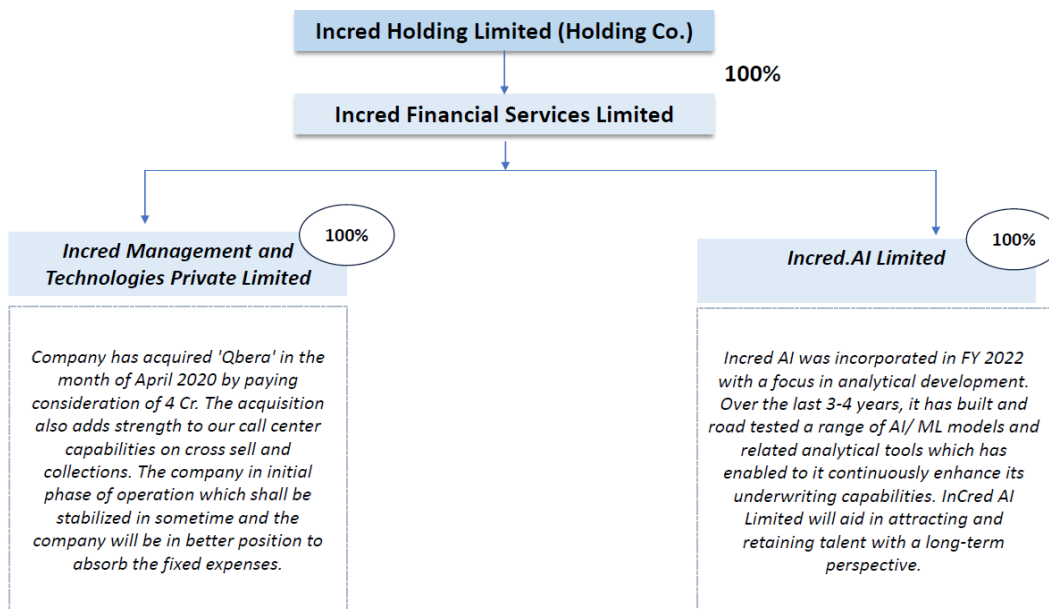 Incred Holding Limited (Holding Co.)
100%
Incred Financial Services Limited
100%
Incred Management and
Technologies Private Limited
Company has acquired 'Qbera' in the
month of April 2020 by paying
consideration of 4 Cr. The acquisition
also adds strength to our call center
capabilities on cross sell and
collections. The company in initial
phase of operation which shall be
stabilized in sometime and the
company will be in better position to
absorb the fixed expenses.
100%
Incred.AI Limited
Incred AI was incorporated in FY 2022
with a focus in analytical development.
Over the last 3-4 years, it has built and
road tested a range of AI/ ML models and
related analytical tools which has
enabled to it continuously enhance its
underwriting capabilities. InCred AI
Limited will aid in attracting and
retaining talent with a long-term
perspective.